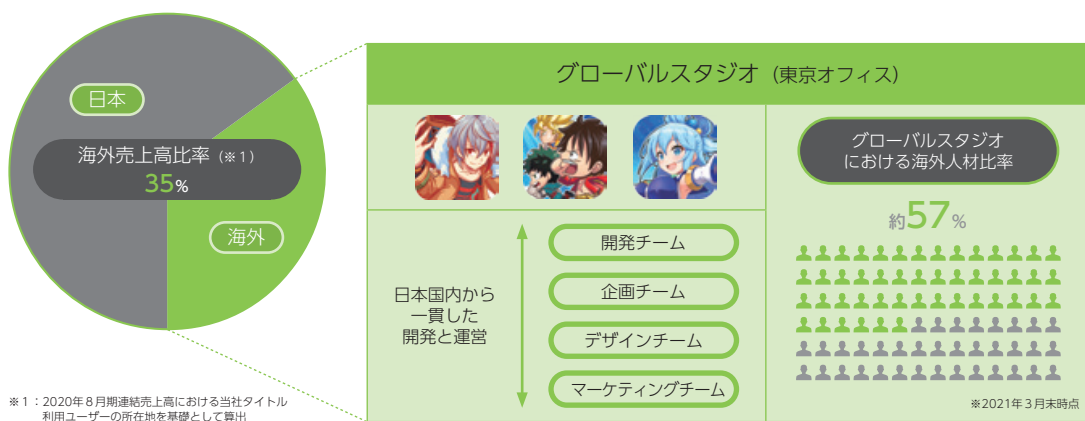 日本
海外売上高比率（※1）
35%
海外
※1：2020年8月期連結売上高における当社タイトル
利用ユーザーの所在地を基礎として算出
グローバルスタジオ（東京オフィス）
日本国内から
一貫した
開発と運営
開発チーム
企画チーム
デザインチーム
マーケティングチーム
グローバルスタジオ
における海外人材比率
約57%
※2021年3月末時点